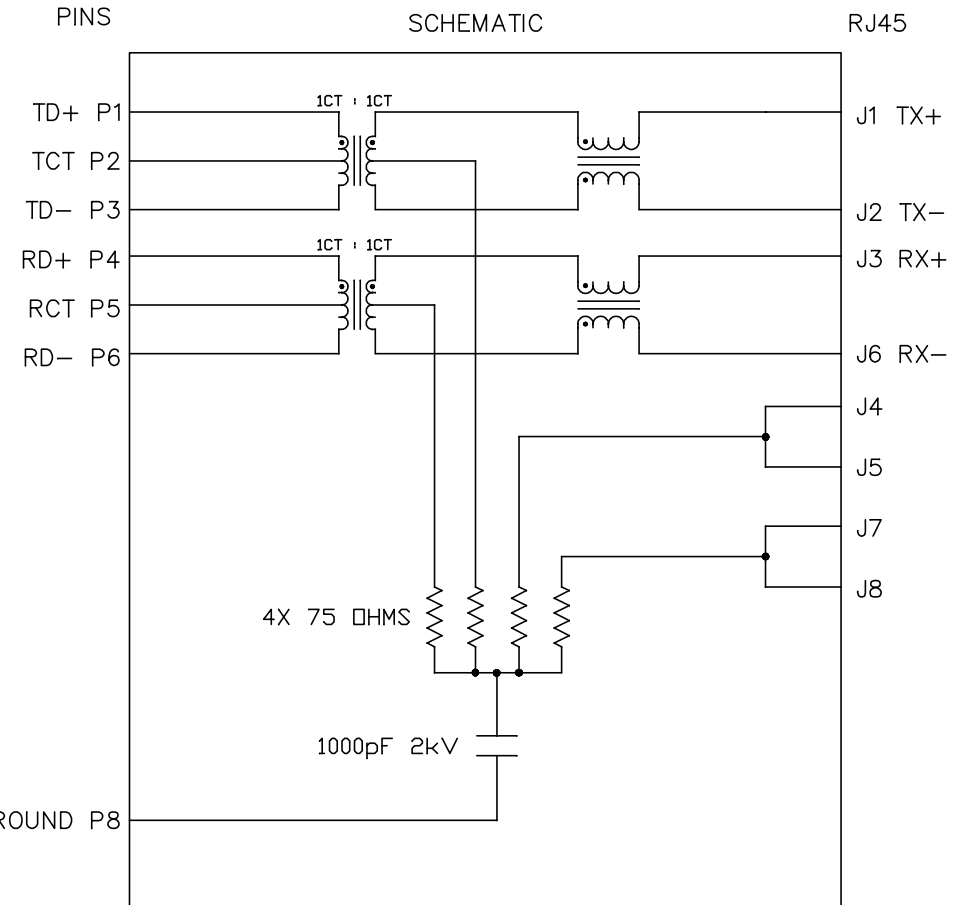 PINS
SCHEMATIC
RJ45
1CT : 1CT
TD+ P1
J1 TX+
TCT P2
TD- P3
J2 TX-
1CT : 1CT
RD+ P4
J3 RX+
RCT P5
RD- P6
J6 RX-
J4
J5
J7
J8
4X 75 OHMS
1000pF 2kV
ROUND P8